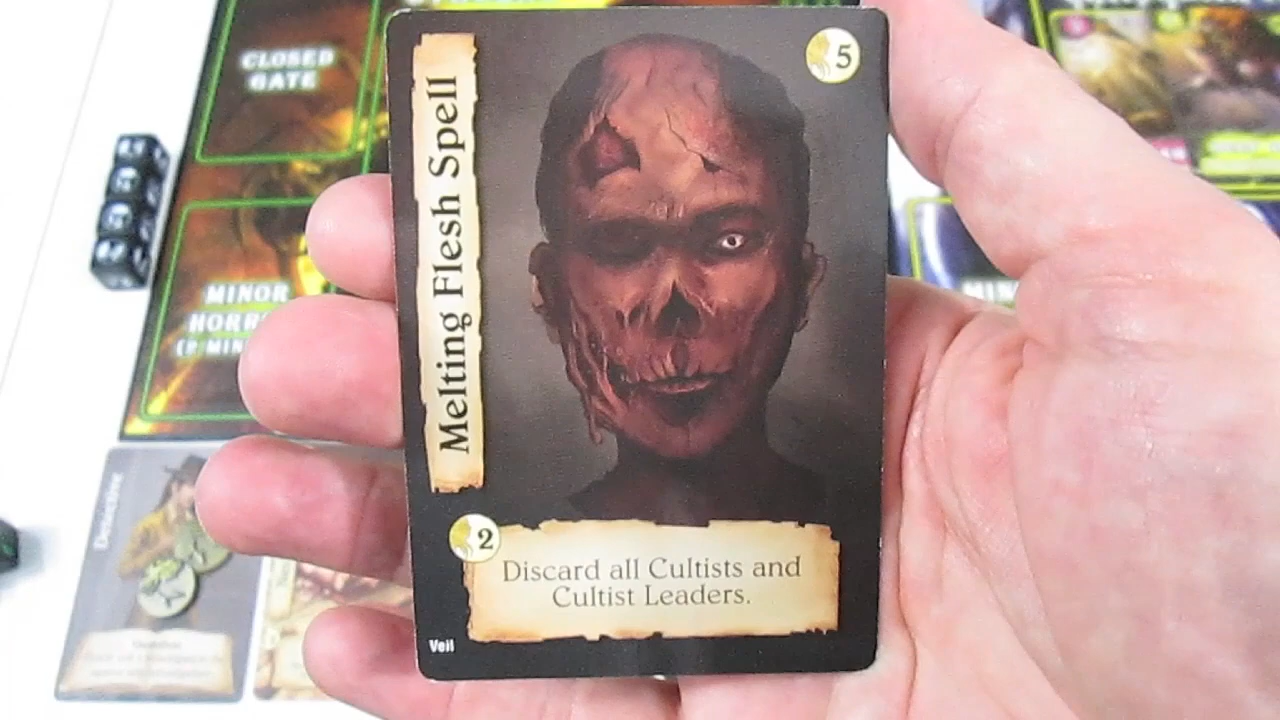 CLOSED
GATE
MINOR
Melting Flesh Spell
5
2
Discard all Cultists and
Cultist Leaders.
Veil